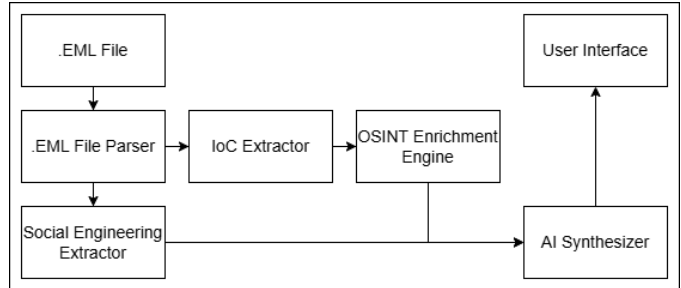 .EML File
User Interface
.EML File Parser
IoC Extractor
OSINT Enrichment
Engine
Social Engineering
Extractor
AI Synthesizer